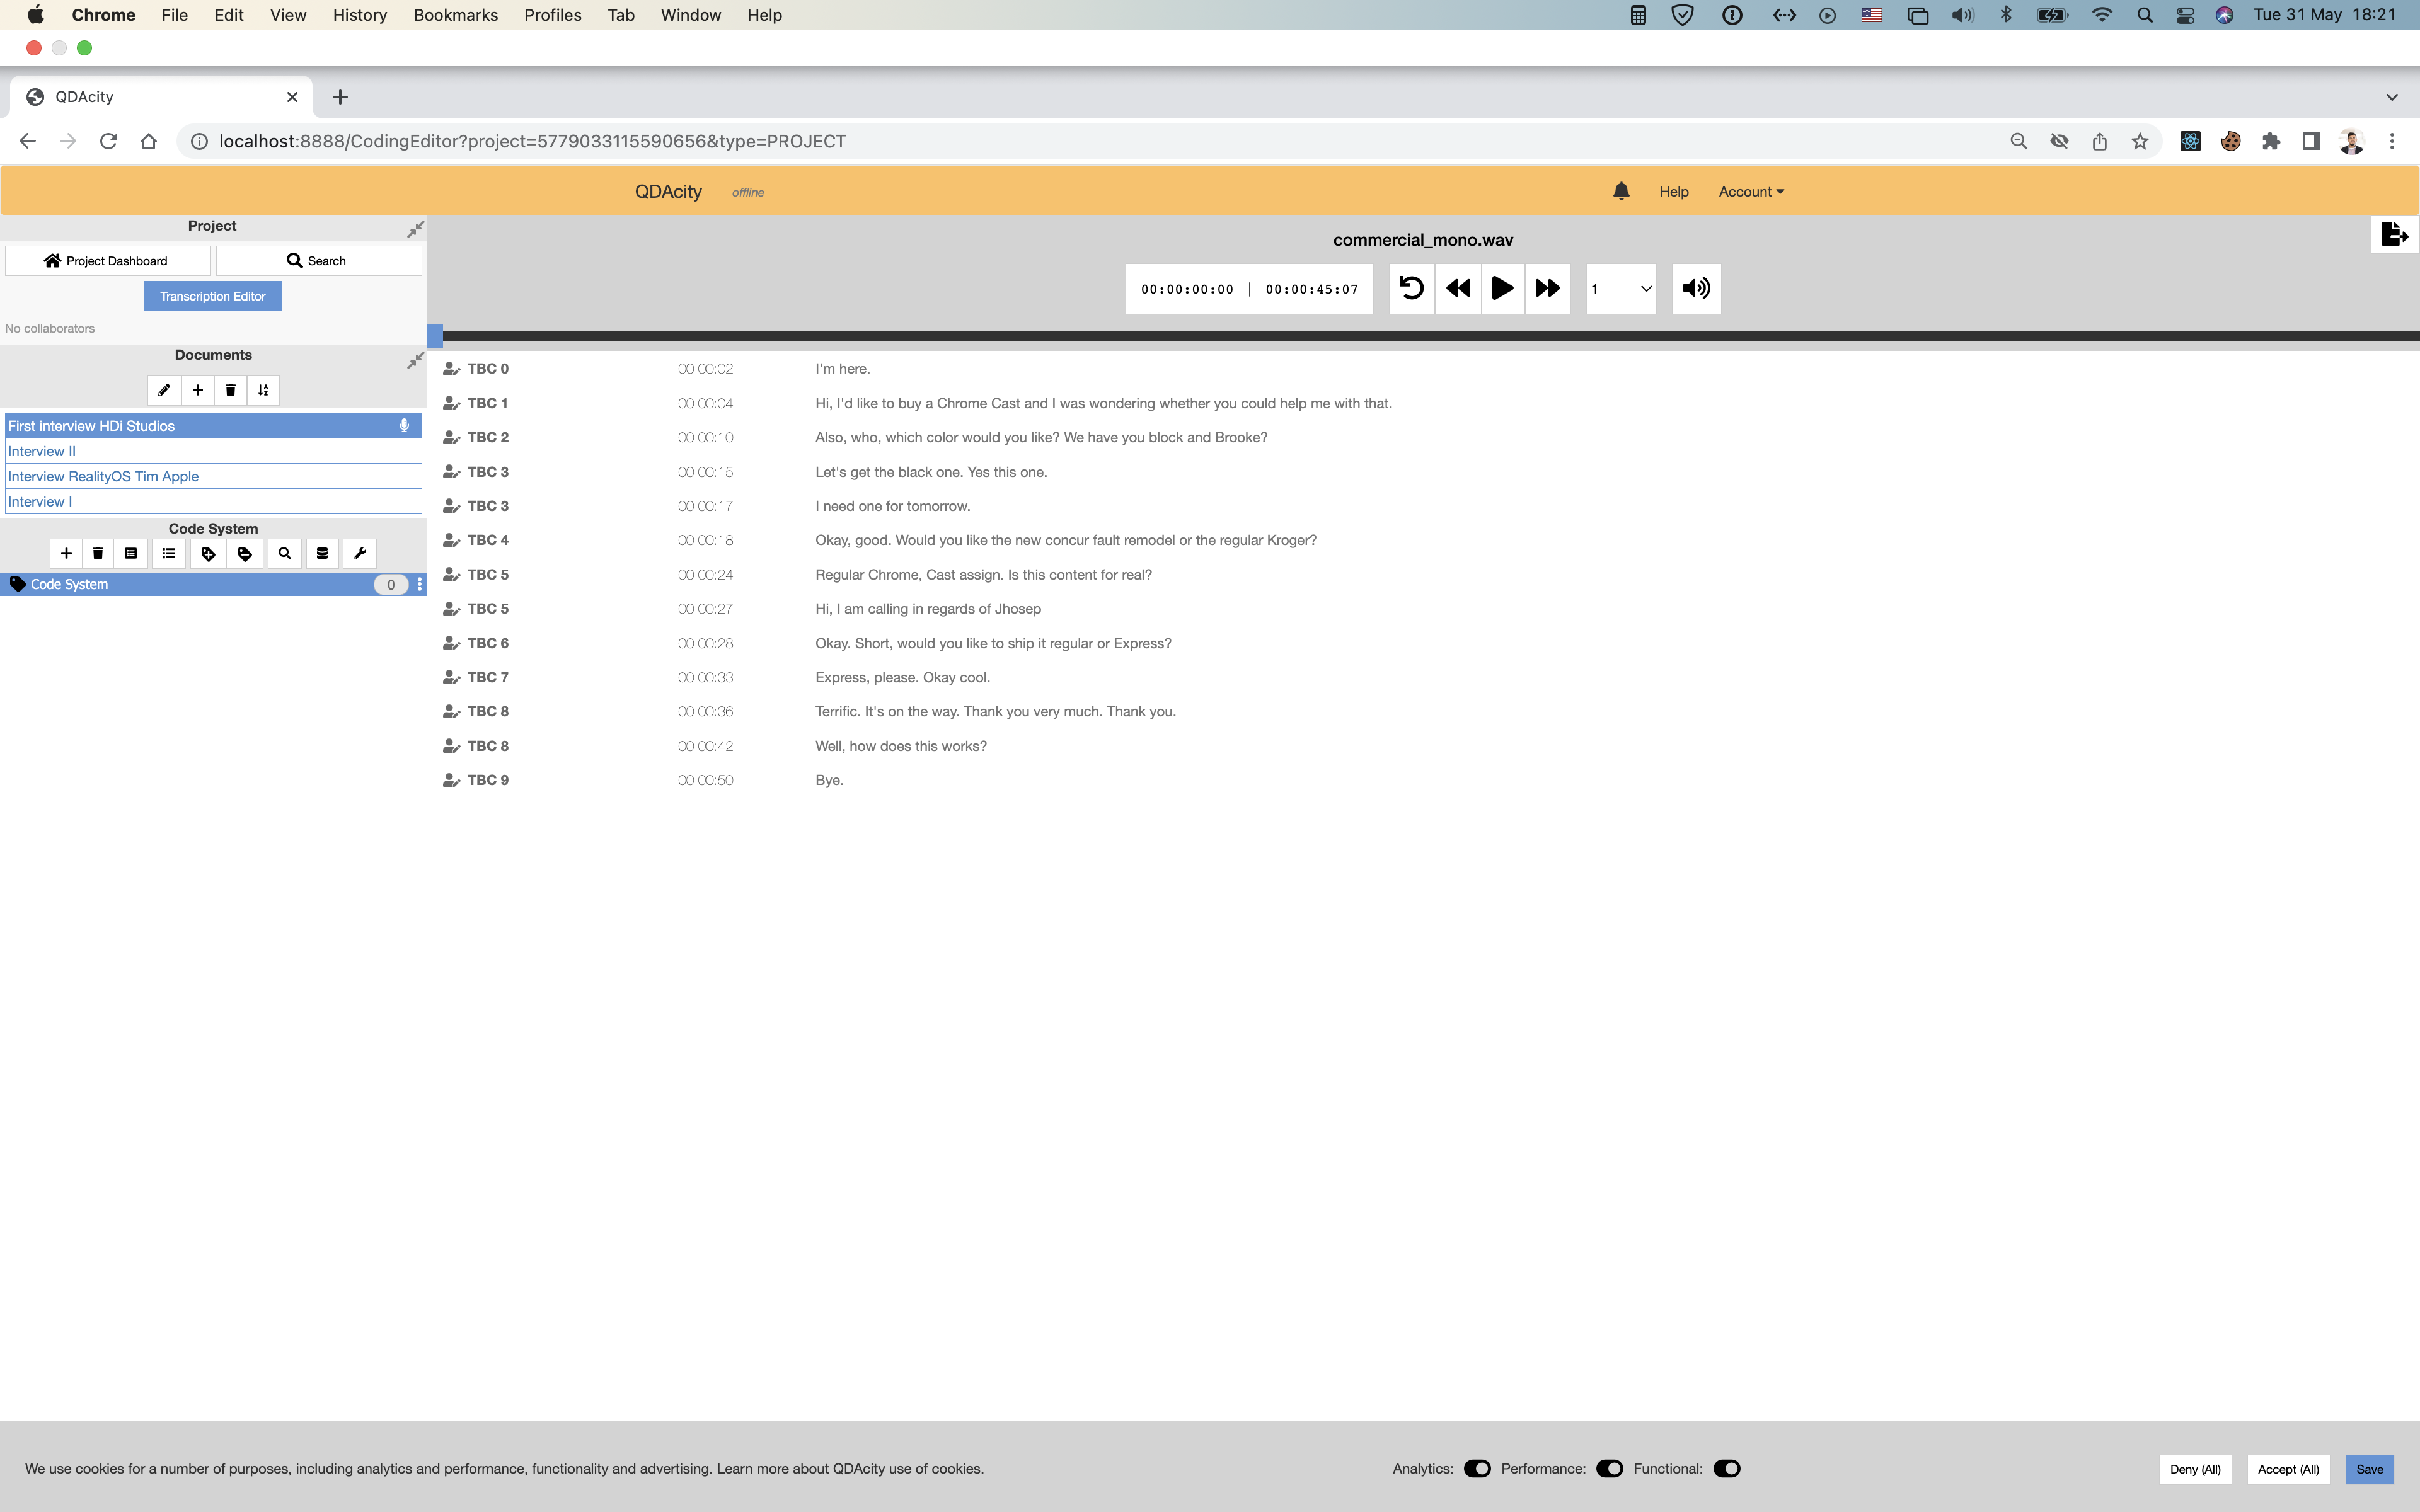 Chrome File Edit View History Bookmarks Profiles Tab Window Help Tue 31 May 18:21
QDAcity
localhost:8888/CodingEditor?project=5779033115590656&type=PROJECT
QDAcity offline Help Account
Project
Project Dashboard Search
Transcription Editor
No collaborators
Documents
First interview HDi Studios
Interview II
Interview RealityOS Tim Apple
Interview I
Code System
Code System 0
commercial_mono.wav
00:00:00:00 | 00:00:45:07 1
TBC 0 00:00:02 I'm here.
TBC 1 00:00:04 Hi, I'd like to buy a Chrome Cast and I was wondering whether you could help me with that.
TBC 2 00:00:10 Also, who, which color would you like? We have you block and Brooke?
TBC 3 00:00:15 Let's get the black one. Yes this one.
TBC 3 00:00:17 I need one for tomorrow.
TBC 4 00:00:18 Okay, good. Would you like the new concur fault remodel or the regular Kroger?
TBC 5 00:00:24 Regular Chrome, Cast assign. Is this content for real?
TBC 5 00:00:27 Hi, I am calling in regards of Jhosep
TBC 6 00:00:28 Okay. Short, would you like to ship it regular or Express?
TBC 7 00:00:33 Express, please. Okay cool.
TBC 8 00:00:36 Terrific. It's on the way. Thank you very much. Thank you.
TBC 8 00:00:42 Well, how does this works?
TBC 9 00:00:50 Bye.
We use cookies for a number of purposes, including analytics and performance, functionality and advertising. Learn more about QDAcity use of cookies. Analytics: Performance: Functional: Deny (All) Accept (All) Save